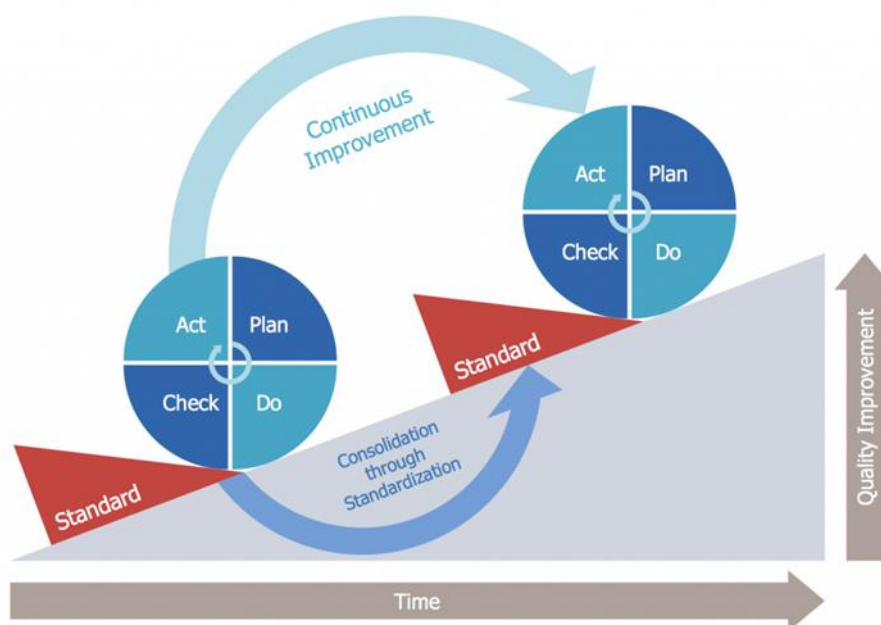 Continuous
Improvement
Act Plan
Check Do
Act Plan
Check Do
Standard
Standard
Consolidation
through
Standardization
Quality Improvement
Time